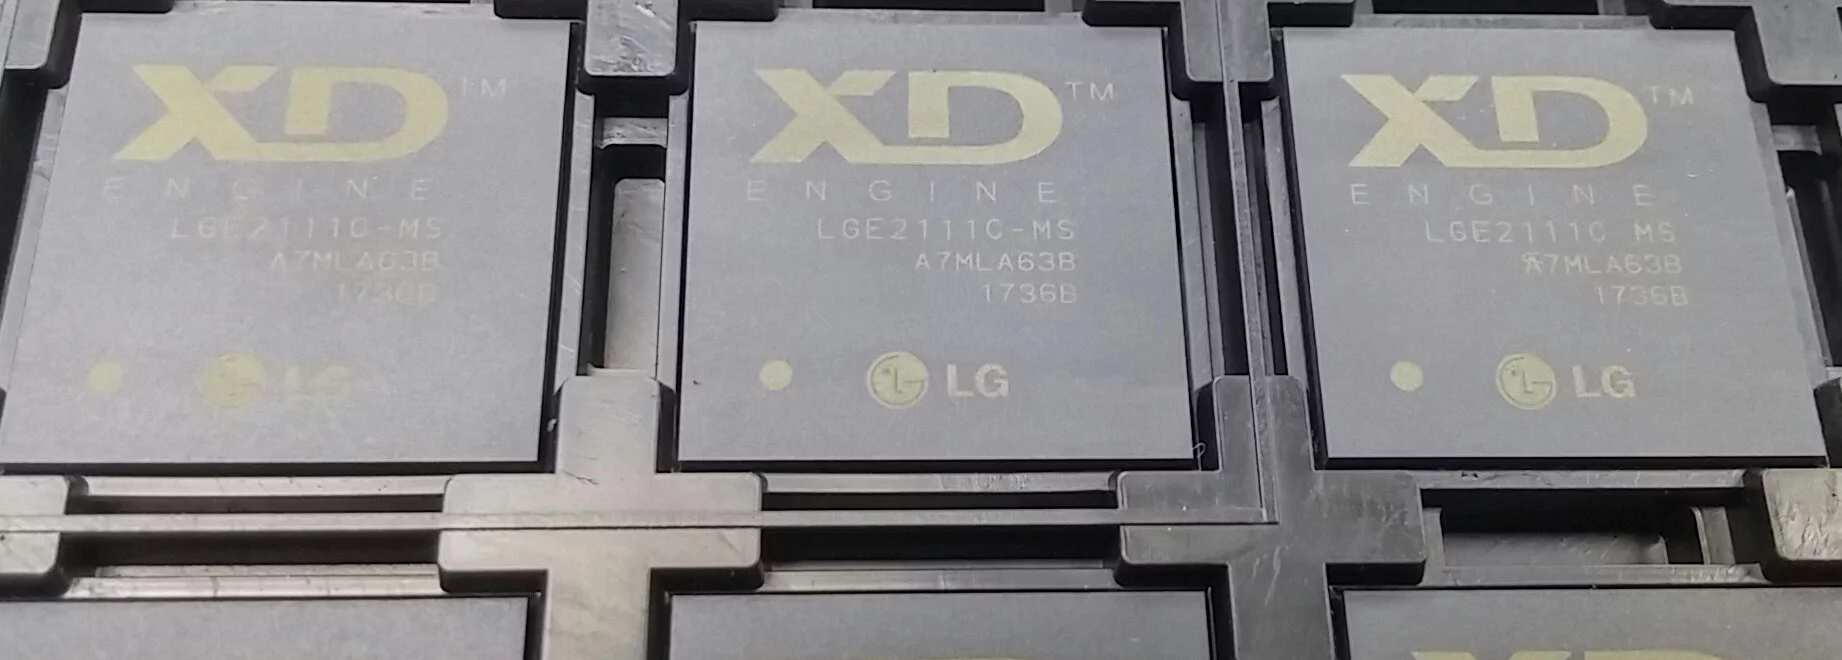 XD™
ENGINE
LGE2111C-MS
A7MLA63B
1736B
LG
XD™
ENGINE
LGE2111C-MS
A7MLA63B
1736B
LG
XD™
ENGINE
LGE2111C MS
A7MLA63B
1736B
LG
XD